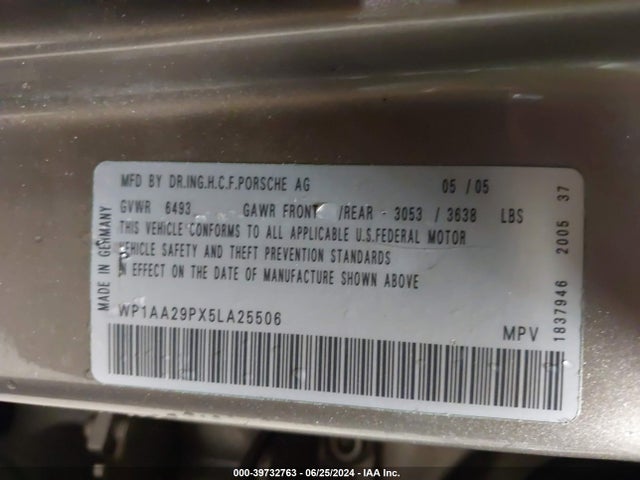 MFD BY DR.ING.H.C.F.PORSCHE AG 05 / 05
GVWR 6493 GAWR FRONT /REAR - 3053 / 3638 LBS
THIS VEHICLE CONFORMS TO ALL APPLICABLE U.S.FEDERAL MOTOR
VEHICLE SAFETY AND THEFT PREVENTION STANDARDS
IN EFFECT ON THE DATE OF MANUFACTURE SHOWN ABOVE
WP1AA29PX5LA25506
MPV
MADE IN GERMANY
1837946 2005 37
000-39732763 - 06/25/2024 - IAA Inc.